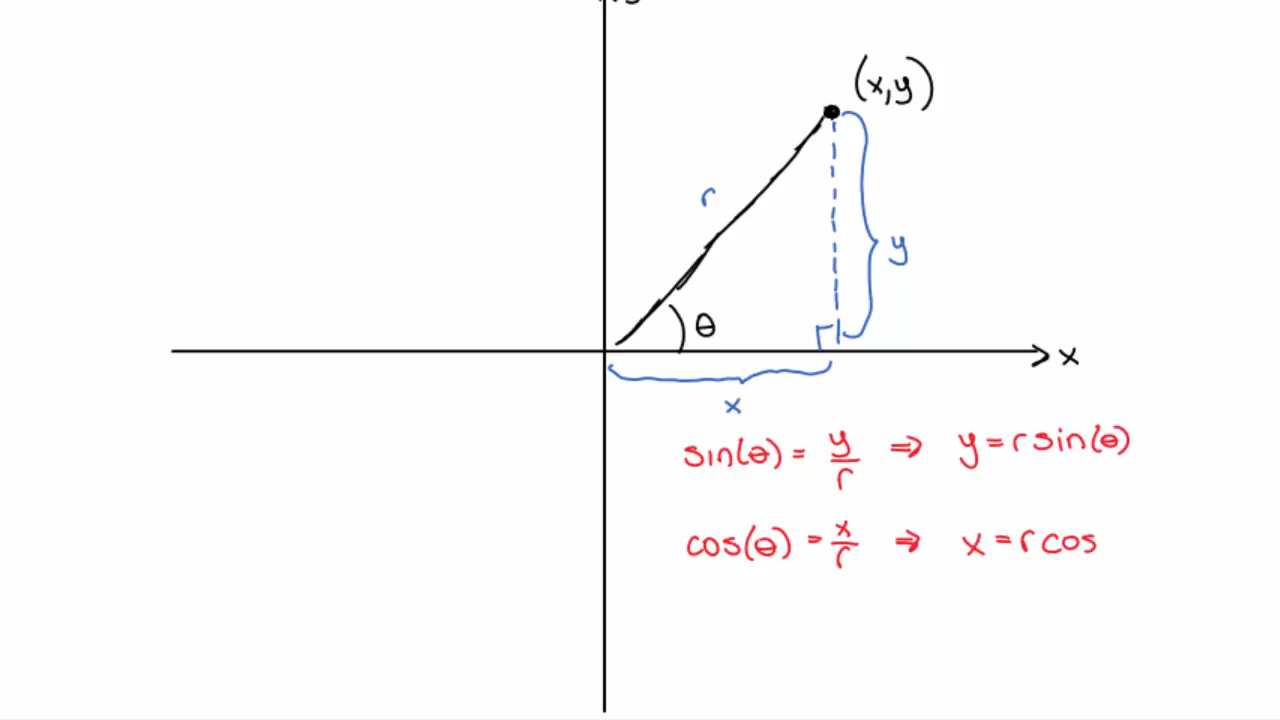 (x,y)
r
y
θ
x
x
sin(θ) = y/r ⇒ y = r sin(θ)
cos(θ) = x/r ⇒ x = r cos